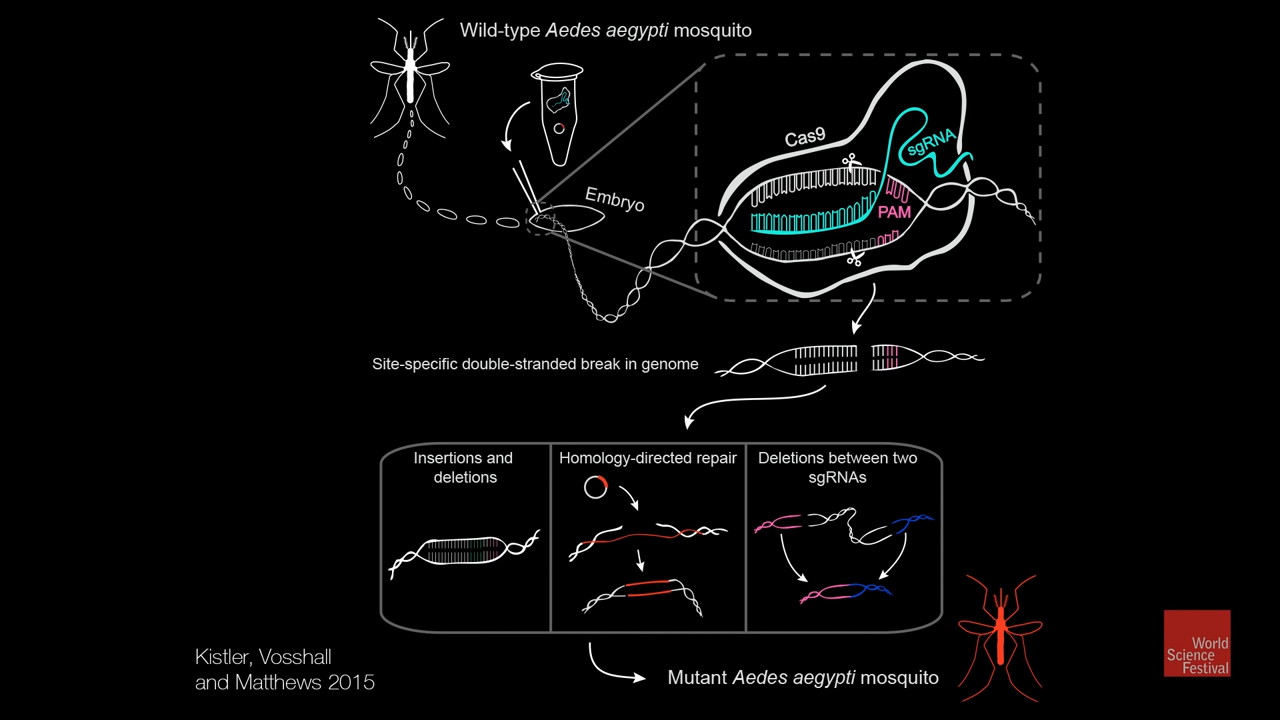 Wild-type Aedes aegypti mosquito
Cas9
sgRNA
Embryo
PAM
Site-specific double-stranded break in genome
Insertions and
deletions
Homology-directed repair
Deletions between two
sgRNAs
Kistler, Vosshall
and Matthews 2015
Mutant Aedes aegypti mosquito
World
Science
Festival